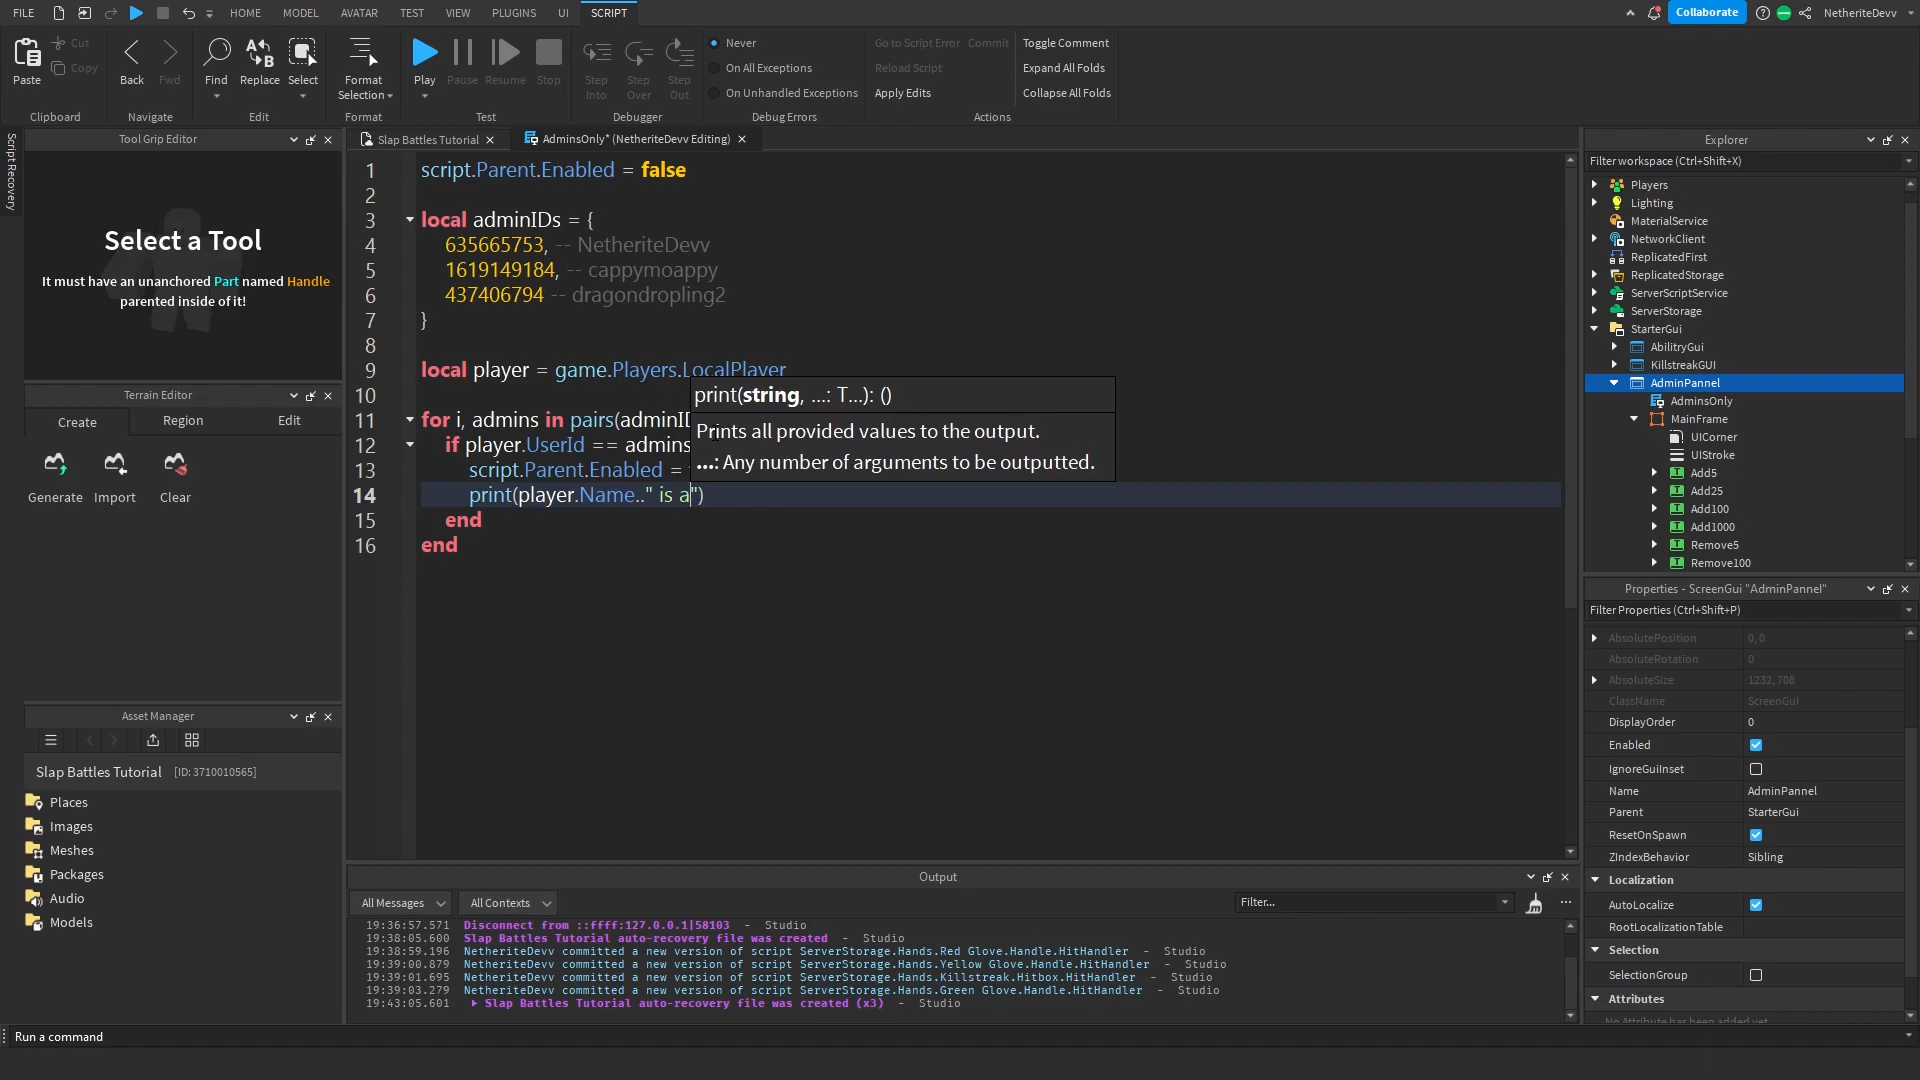 FILE HOME MODEL AVATAR TEST VIEW PLUGINS UI SCRIPT Collaborate NetheriteDevv
Paste Cut Copy Back Fwd Find Replace Select Format Selection Play Pause Resume Stop Step Into Step Over Step Out
Never
On All Exceptions
On Unhandled Exceptions
Go to Script Error Commit
Reload Script
Apply Edits
Toggle Comment
Expand All Folds
Collapse All Folds
Clipboard Navigate Edit Format Test Debugger Debug Errors Actions
Script Recovery
Tool Grip Editor
Select a Tool
It must have an unanchored Part named Handle
parented inside of it!
Terrain Editor
Create Region Edit
Generate Import Clear
Asset Manager
Slap Battles Tutorial [ID: 3710010565]
Places
Images
Meshes
Packages
Audio
Models
Slap Battles Tutorial AdminsOnly* (NetheriteDevv Editing)
1 script.Parent.Enabled = false
2
3 local adminIDs = {
4 635665753, -- NetheriteDevv
5 1619149184, -- cappymoappy
6 437406794 -- dragondropling2
7 }
8
9 local player = game.Players.LocalPlayer
10
11 for i, admins in pairs(adminID
12 if player.UserId == admins
13 script.Parent.Enabled =
14 print(player.Name.." is a")
15 end
16 end
print(string, ...: T...): ()
Prints all provided values to the output.
...: Any number of arguments to be outputted.
Output
All Messages All Contexts Filter...
19:36:57.571 Disconnect from ::ffff:127.0.0.1|58103 - Studio
19:38:05.600 Slap Battles Tutorial auto-recovery file was created - Studio
19:38:59.196 NetheriteDevv committed a new version of script ServerStorage.Hands.Red Glove.Handle.HitHandler - Studio
19:39:00.879 NetheriteDevv committed a new version of script ServerStorage.Hands.Yellow Glove.Handle.HitHandler - Studio
19:39:01.695 NetheriteDevv committed a new version of script ServerStorage.Hands.Killstreak.Hitbox.HitHandler - Studio
19:39:03.279 NetheriteDevv committed a new version of script ServerStorage.Hands.Green Glove.Handle.HitHandler - Studio
19:43:05.601 Slap Battles Tutorial auto-recovery file was created (x3) - Studio
Run a command
Explorer
Filter workspace (Ctrl+Shift+X)
Players
Lighting
MaterialService
NetworkClient
ReplicatedFirst
ReplicatedStorage
ServerScriptService
ServerStorage
StarterGui
AbilitryGui
KillstreakGUI
AdminPannel
AdminsOnly
MainFrame
UICorner
UIStroke
Add5
Add25
Add100
Add1000
Remove5
Remove100
Properties - ScreenGui "AdminPannel"
Filter Properties (Ctrl+Shift+P)
AbsolutePosition 0, 0
AbsoluteRotation 0
AbsoluteSize 1232, 708
ClassName ScreenGui
DisplayOrder 0
Enabled
IgnoreGuiInset
Name AdminPannel
Parent StarterGui
ResetOnSpawn
ZIndexBehavior Sibling
Localization
AutoLocalize
RootLocalizationTable
Selection
SelectionGroup
Attributes